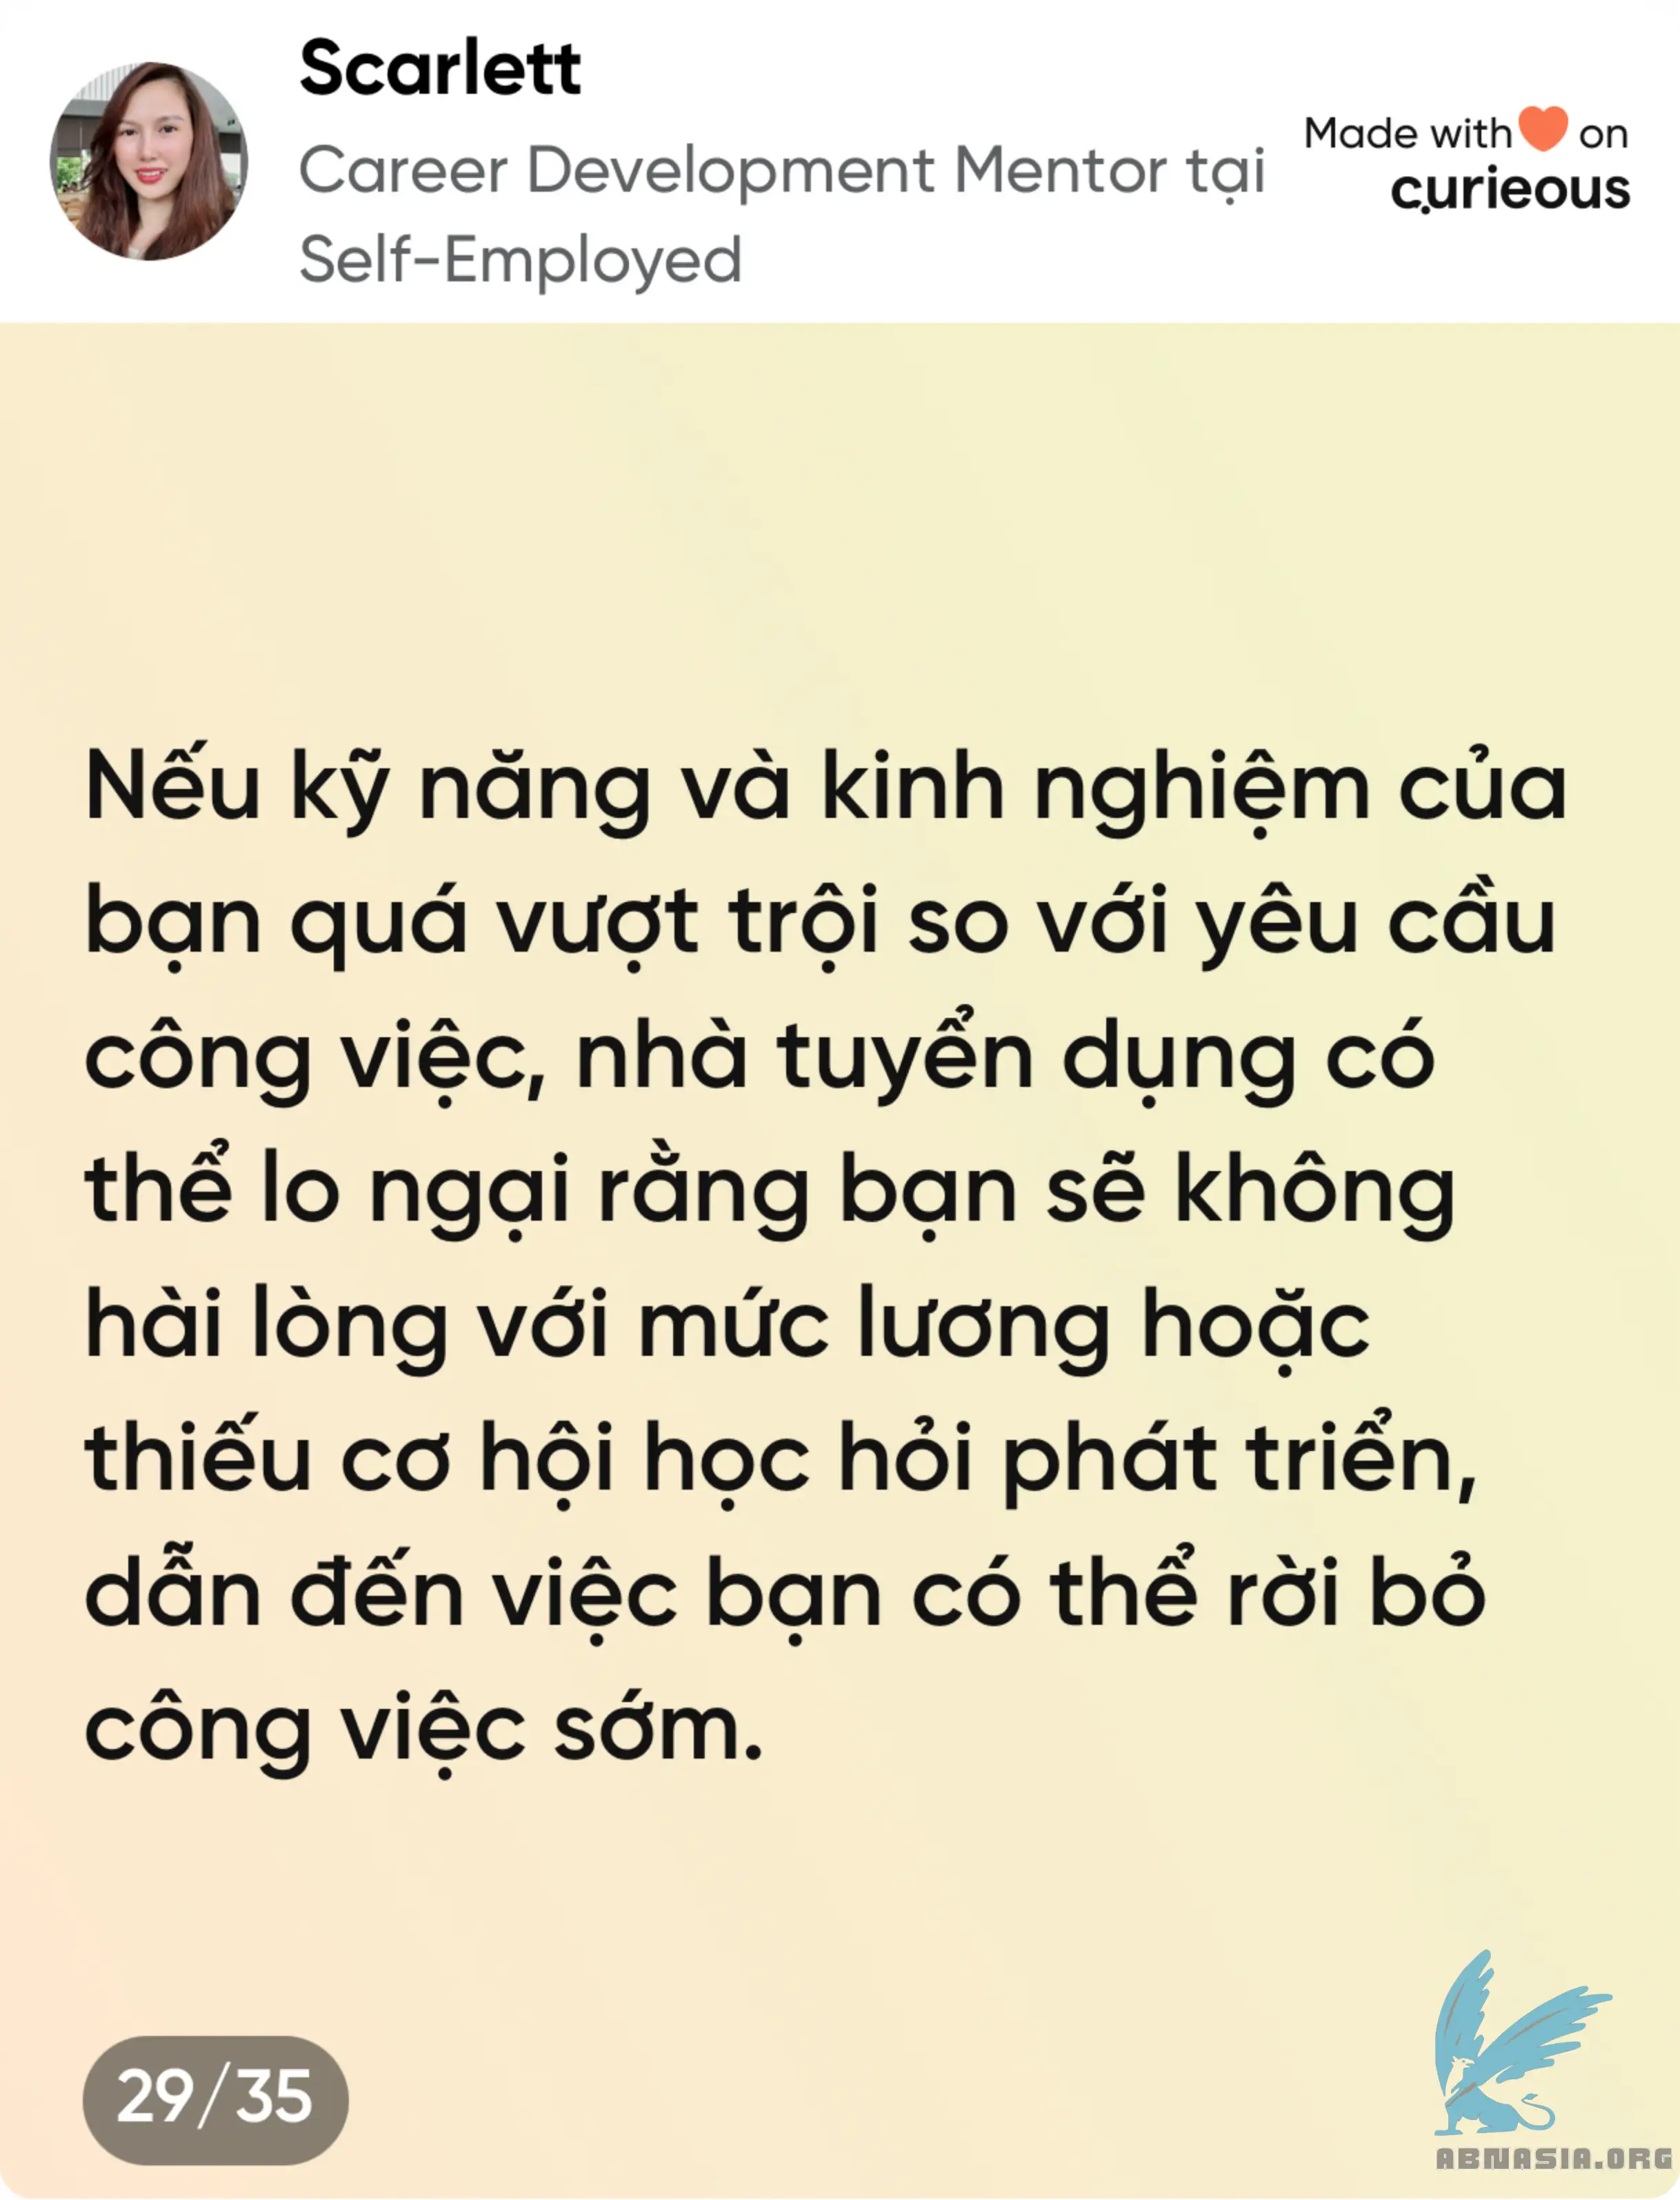 Scarlett
Career Development Mentor tại
Self-Employed
Made with on
curieous
Nếu kỹ năng và kinh nghiệm của
bạn quá vượt trội so với yêu cầu
công việc, nhà tuyển dụng có
thể lo ngại rằng bạn sẽ không
hài lòng với mức lương hoặc
thiếu cơ hội học hỏi phát triển,
dẫn đến việc bạn có thể rời bỏ
công việc sớm.
29/35
ABNASIA.ORG